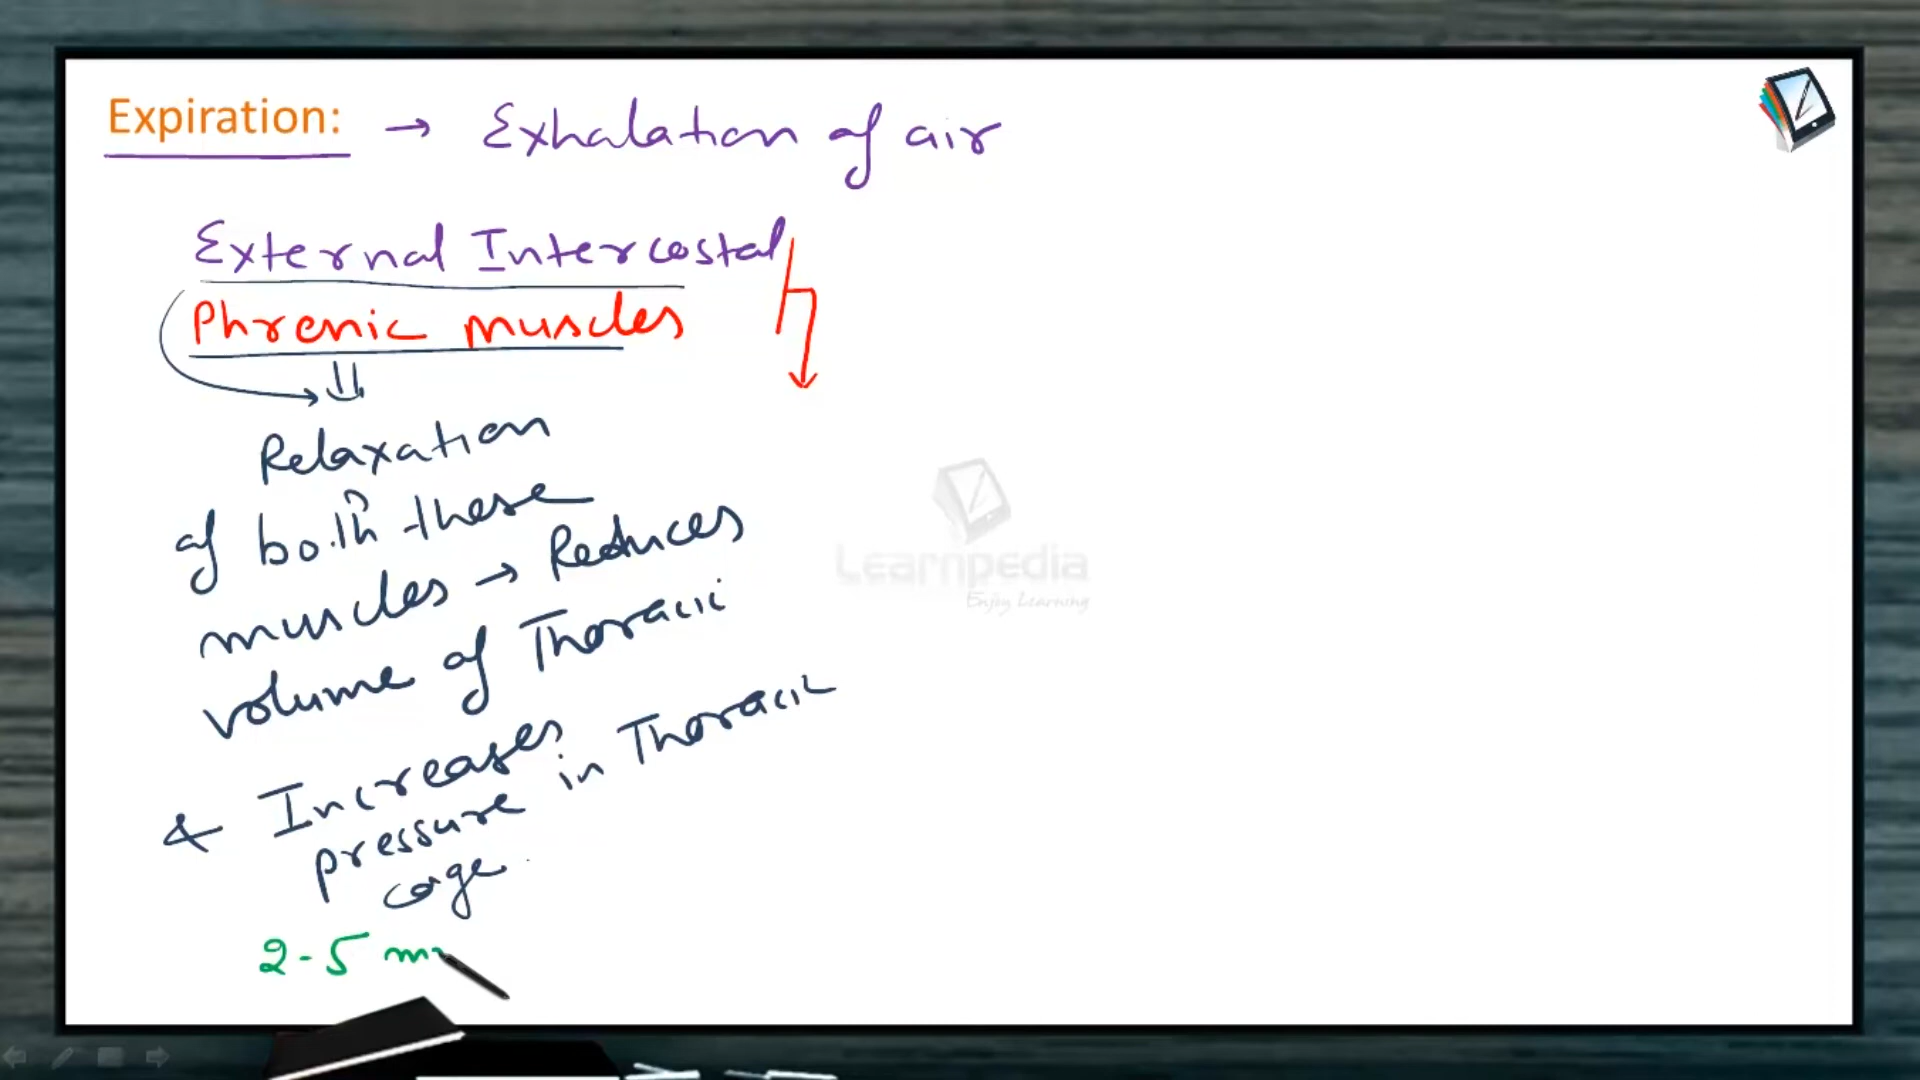 Expiration: → Exhalation of air
External Intercostal
Phrenic muscles
Relaxation
of both these
muscles → Reduces
volume of Thoracic
& Increases
pressure in Thoracic
cage.
2-5 m
Learnpedia
Enjoy Learning